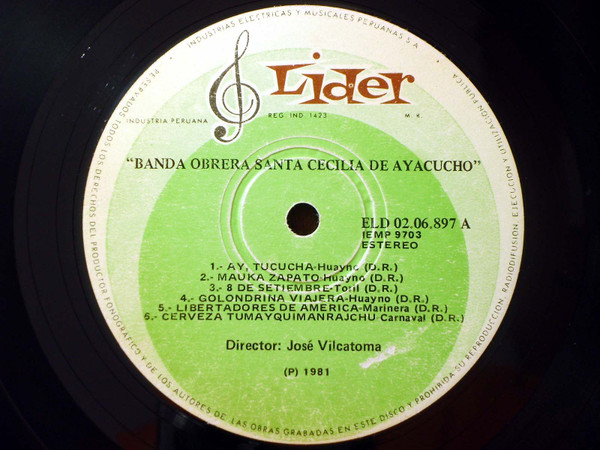 INDUSTRIAS ELECTRICAS Y MUSICALES PERUANAS S A
Lider
INDUSTRIA PERUANA
REG. IND. 1423
M. R.
"BANDA OBRERA SANTA CECILIA DE AYACUCHO"
ELD 02.06.897 A
IEMP 9703
ESTEREO
1.- AY, TUCUCHA-Huayno (D.R.)
2.- MAUKA ZAPATO Huayno (D.R.)
3.- 8 DE SETIEMBRE-Toril (D.R.)
4.- GOLONDRINA VIAJERA-Huayno (D.R.)
5.- LIBERTADORES DE AMERICA-Marinera (D.R.)
6.- CERVEZA TUMAYQUIMANRAJCHU Carnaval (D.R.)
Director: José Vilcatoma
(P) 1981
RESERVADOS TODOS LOS DERECHOS DEL PRODUCTOR FONOGRAFICO Y DE LOS AUTORES DE LAS OBRAS GRABADAS EN ESTE DISCO Y PROHIBIDA SU REPRODUCCION RADIODIFUSION EJECUCION Y UTILIZACION PUBLICA